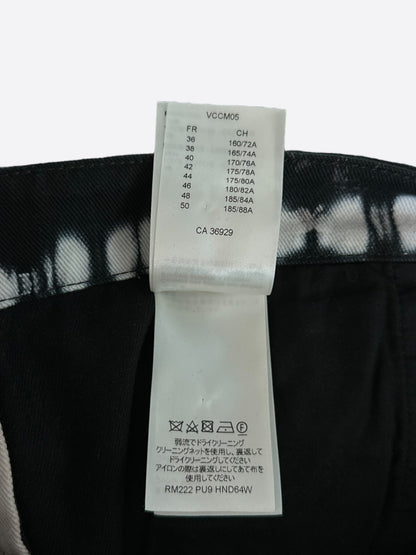 VCCM05
FR CH
36 160/72A
38 165/74A
40 170/76A
42 175/78A
44 175/80A
46 180/82A
48 185/84A
50 185/88A
CA 36929
弱流でドライクリーニング
クリーニングネットを使用し、裏返して
ドライクリーニングしてください
アイロンの際は裏返しにしてあて布を
ご使用ください
RM222 PU9 HND64W